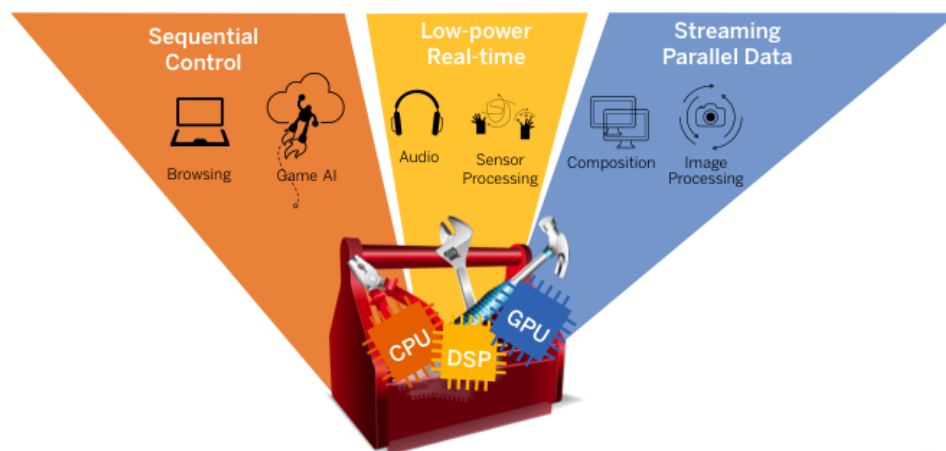 Sequential
Control
Low-power
Real-time
Streaming
Parallel Data
Browsing
Game AI
Audio
Sensor
Processing
Composition
Image
Processing
CPU
DSP
GPU